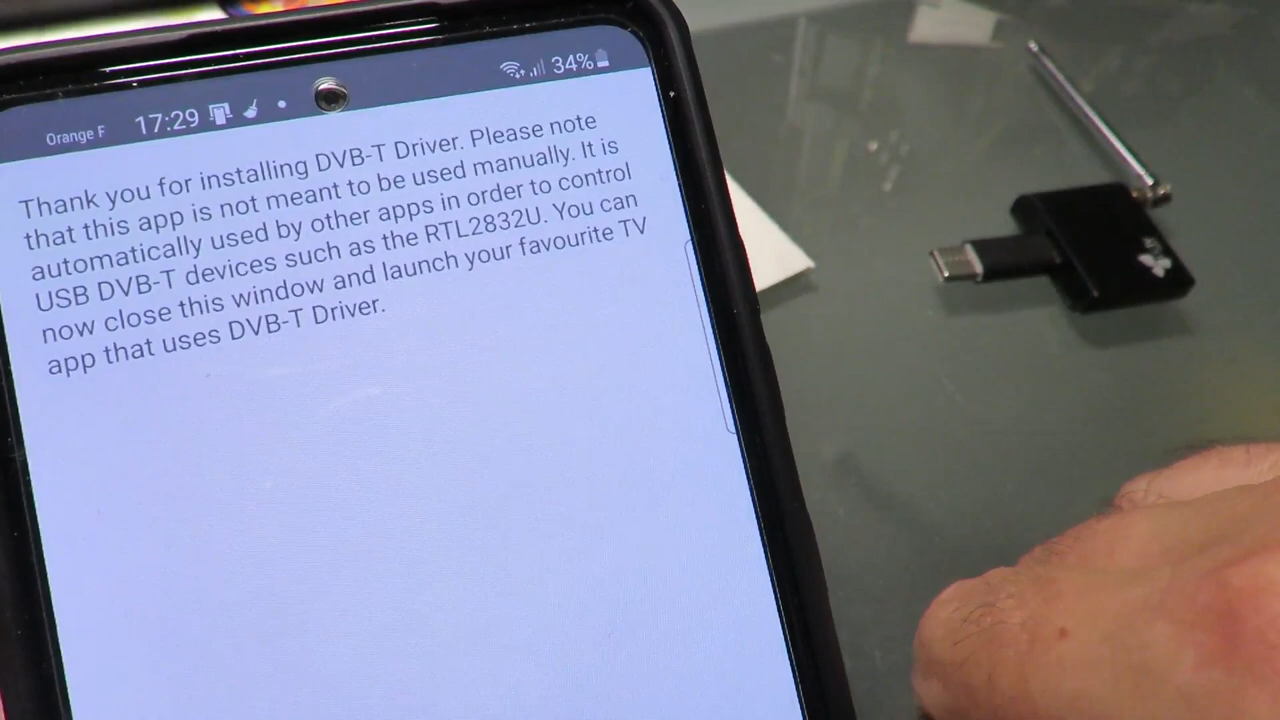 Orange F 17:29 34%
Thank you for installing DVB-T Driver. Please note
that this app is not meant to be used manually. It is
automatically used by other apps in order to control
USB DVB-T devices such as the RTL2832U. You can
now close this window and launch your favourite TV
app that uses DVB-T Driver.